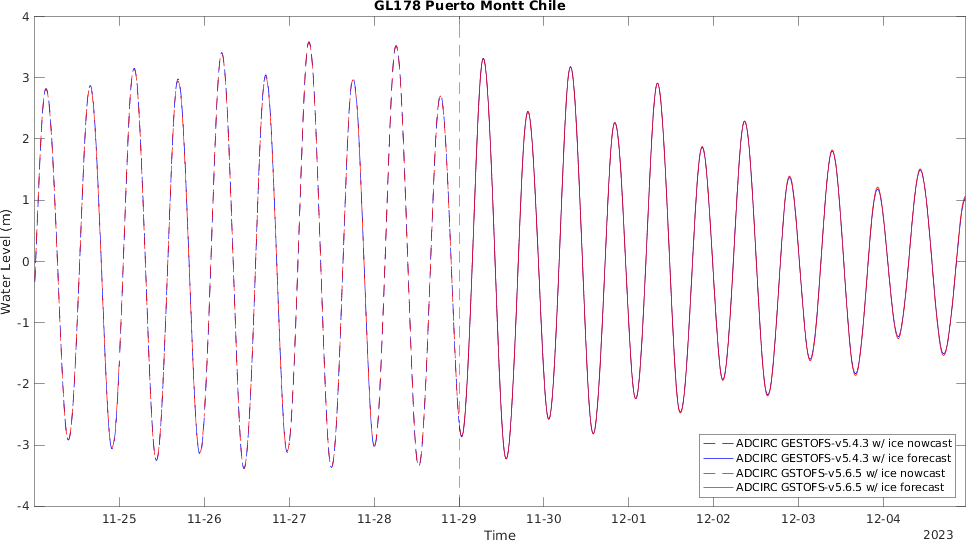 GL178 Puerto Montt Chile
4
3
2
1
0
-1
-2
-3
-4
Water Level (m)
ADCIRC GESTOFS-v5.4.3 w/ ice nowcast
ADCIRC GESTOFS-v5.4.3 w/ ice forecast
ADCIRC GSTOFS-v5.6.5 w/ ice nowcast
ADCIRC GSTOFS-v5.6.5 w/ ice forecast
11-25 11-26 11-27 11-28 11-29 11-30 12-01 12-02 12-03 12-04
Time
2023